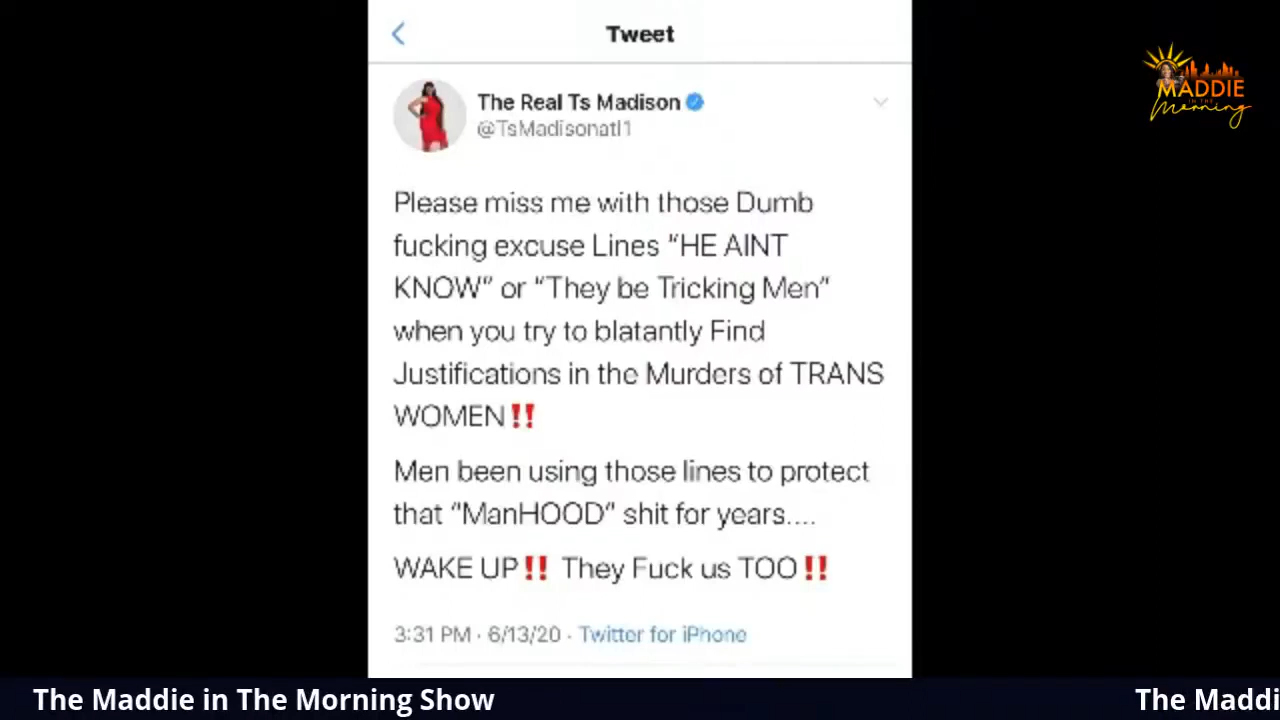 Tweet
The Real Ts Madison
@TsMadisonatl1
MADDIE
IN THE
Morning
Please miss me with those Dumb
fucking excuse Lines “HE AINT
KNOW” or “They be Tricking Men”
when you try to blatantly Find
Justifications in the Murders of TRANS
WOMEN‼️
Men been using those lines to protect
that “ManHOOD” shit for years....
WAKE UP‼️ They Fuck us TOO‼️
3:31 PM · 6/13/20 · Twitter for iPhone
The Maddie in The Morning Show
The Maddi